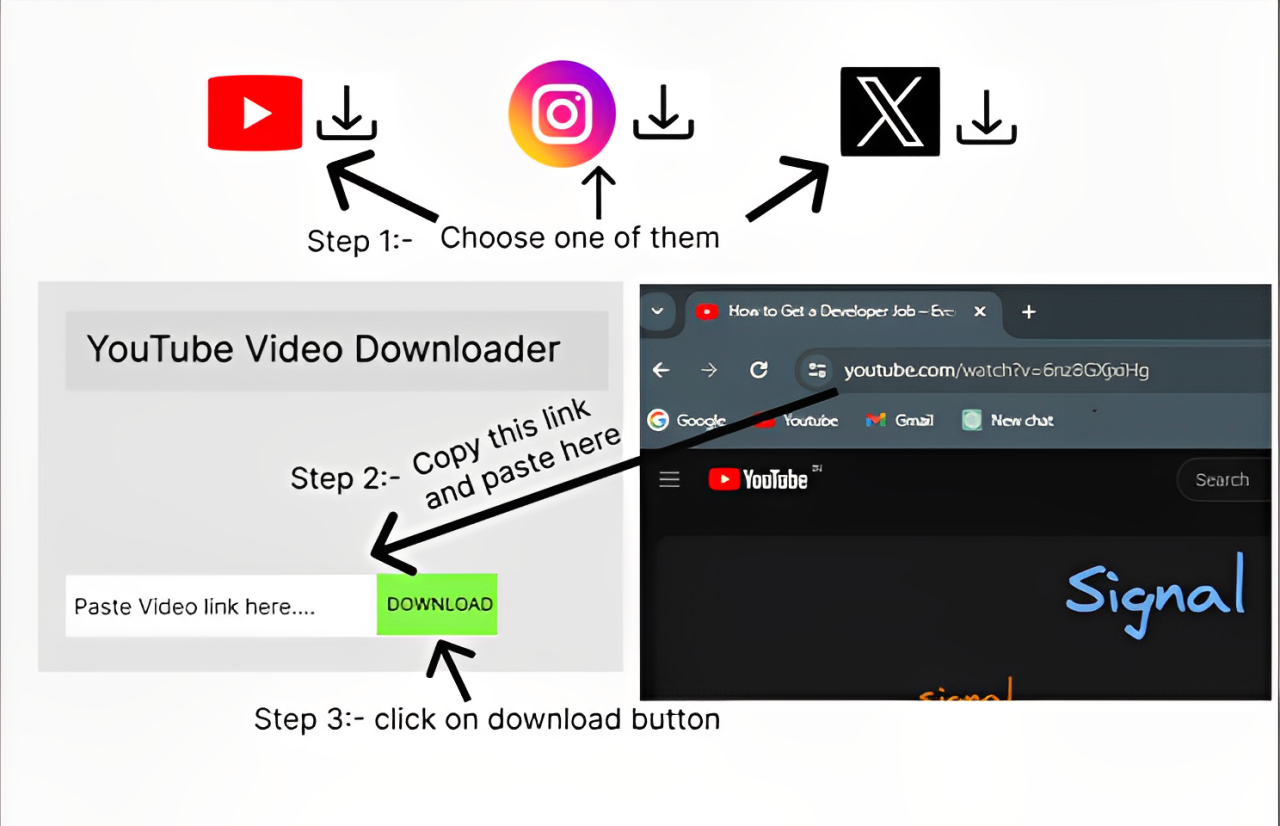 Step 1:- Choose one of them
YouTube Video Downloader
Step 2:- Copy this link
and paste here
Paste Video link here....
DOWNLOAD
Step 3:- click on download button
How to Get a Developer Job – Eve
youtube.com/watch?v=
Google Youtube Gmail New chat
YouTube
Search
Signal
signal